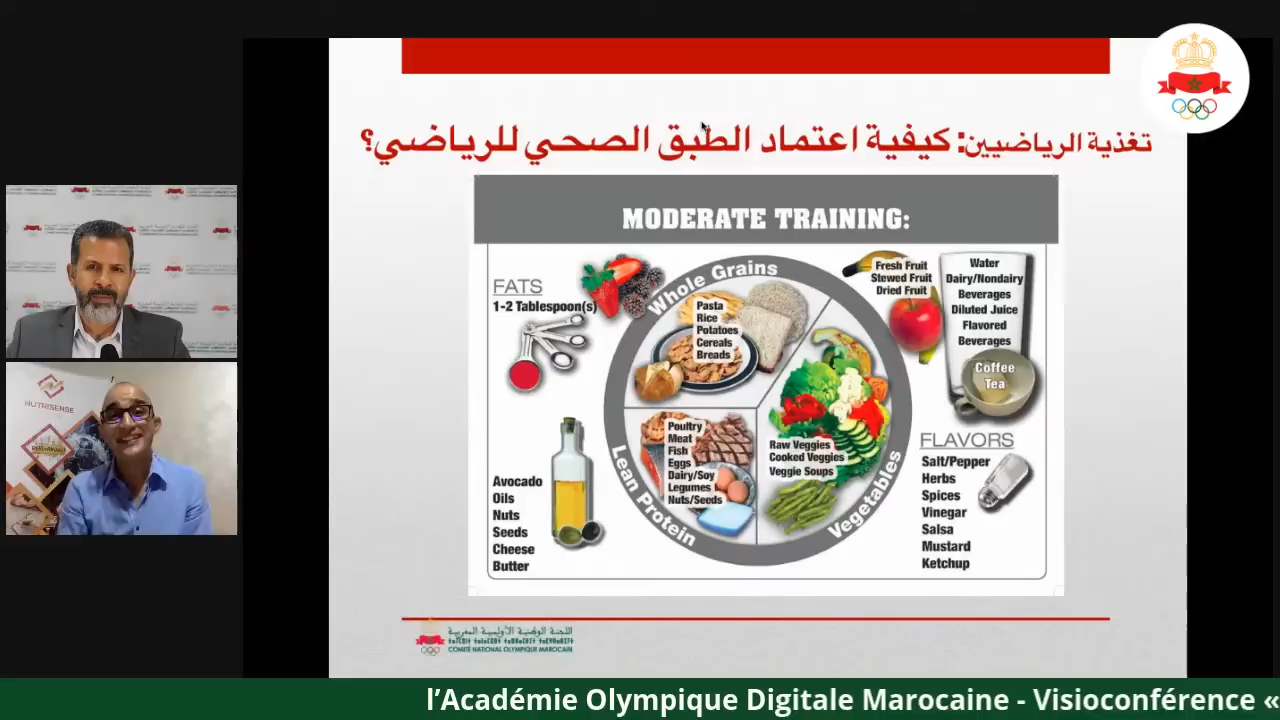 تغذية الرياضيين: كيفية اعتماد الطبق الصحي للرياضي؟
MODERATE TRAINING:
FATS
1-2 Tablespoon(s)
Avocado
Oils
Nuts
Seeds
Cheese
Butter
Whole Grains
Pasta
Rice
Potatoes
Cereals
Breads
Lean Protein
Poultry
Meat
Fish
Eggs
Dairy/Soy
Legumes
Nuts/Seeds
Vegetables
Raw Veggies
Cooked Veggies
Veggie Soups
Fresh Fruit
Stewed Fruit
Dried Fruit
Water
Dairy/Nondairy
Beverages
Diluted Juice
Flavored
Beverages
Coffee
Tea
FLAVORS
Salt/Pepper
Herbs
Spices
Vinegar
Salsa
Mustard
Ketchup
NUTRISENSE
اللجنة الوطنية الأولمبية المغربية
COMITÉ NATIONAL OLYMPIQUE MAROCAIN
l’Académie Olympique Digitale Marocaine - Visioconférence «